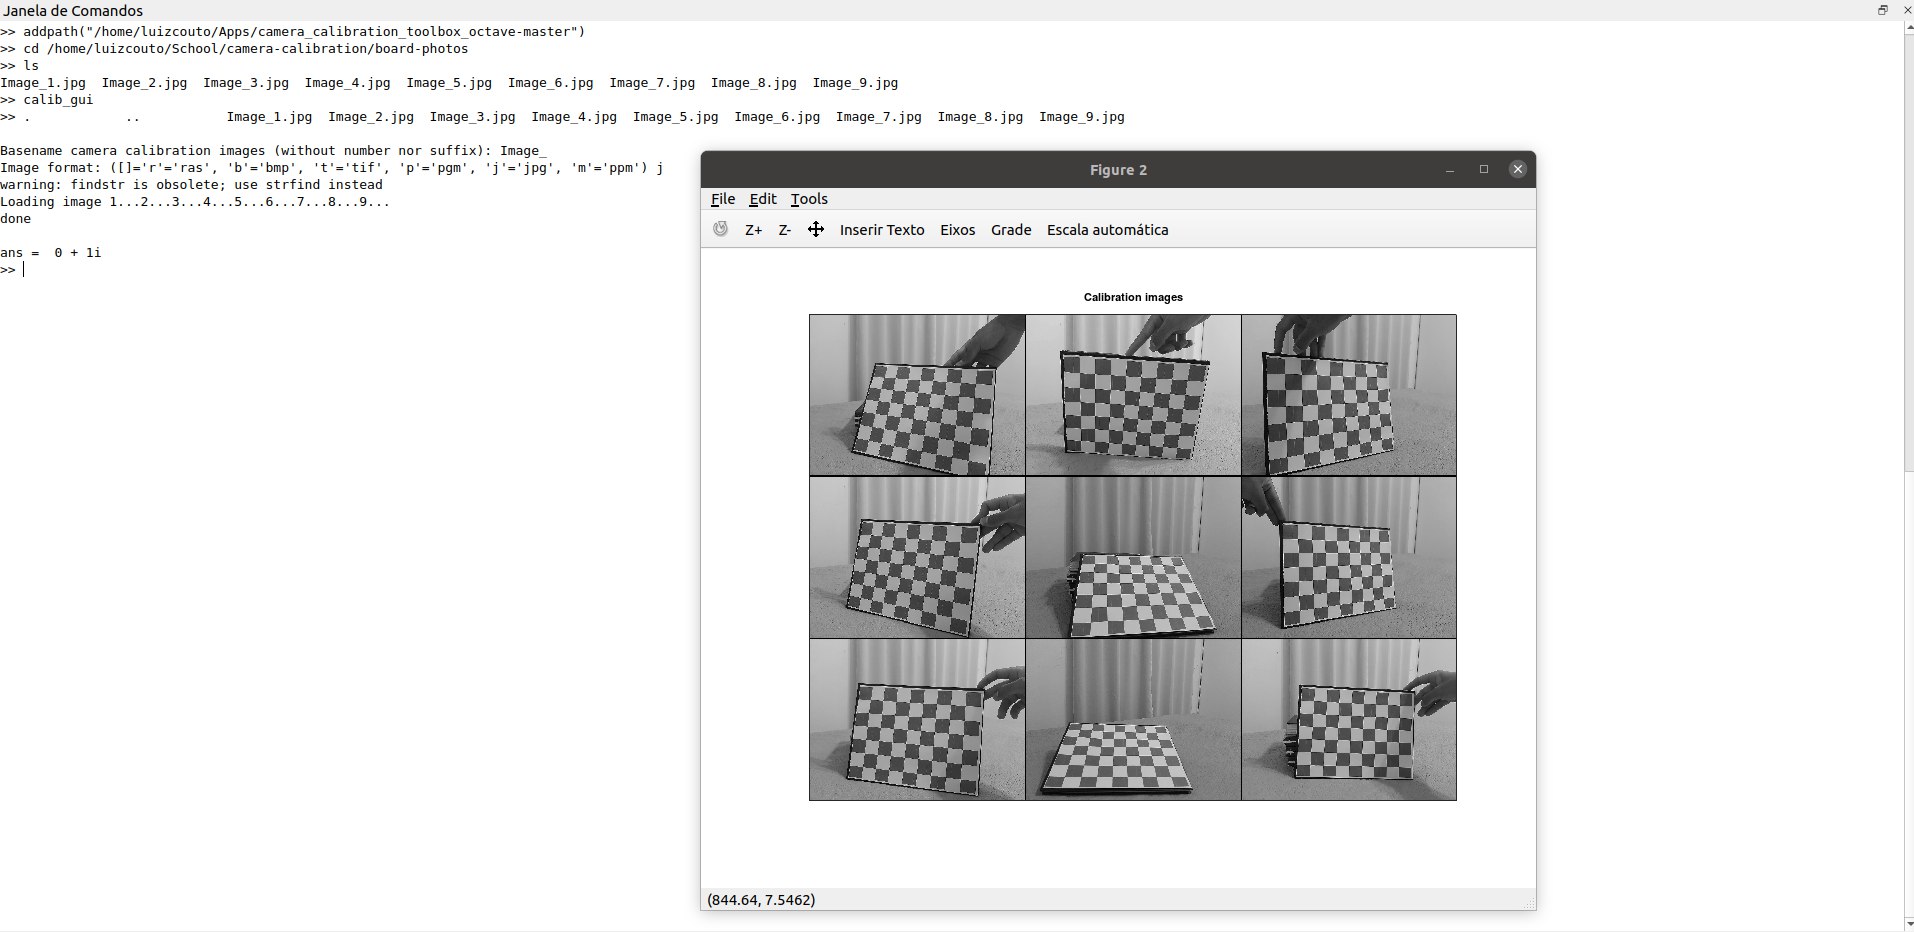 Janela de Comandos
>> addpath("/home/luizcouto/Apps/camera_calibration_toolbox_octave-master")
>> cd /home/luizcouto/School/camera-calibration/board-photos
>> ls
Image_1.jpg  Image_2.jpg  Image_3.jpg  Image_4.jpg  Image_5.jpg  Image_6.jpg  Image_7.jpg  Image_8.jpg  Image_9.jpg
>> calib_gui
>> .            ..           Image_1.jpg  Image_2.jpg  Image_3.jpg  Image_4.jpg  Image_5.jpg  Image_6.jpg  Image_7.jpg  Image_8.jpg  Image_9.jpg
Basename camera calibration images (without number nor suffix): Image_
Image format: ([]='r'='ras', 'b'='bmp', 't'='tif', 'p'='pgm', 'j'='jpg', 'm'='ppm') j
warning: findstr is obsolete; use strfind instead
Loading image 1...2...3...4...5...6...7...8...9...
done
ans =  0 + 1i
>>
Figure 2
File Edit Tools
Z+ Z- Inserir Texto Eixos Grade Escala automática
Calibration images
(844.64, 7.5462)